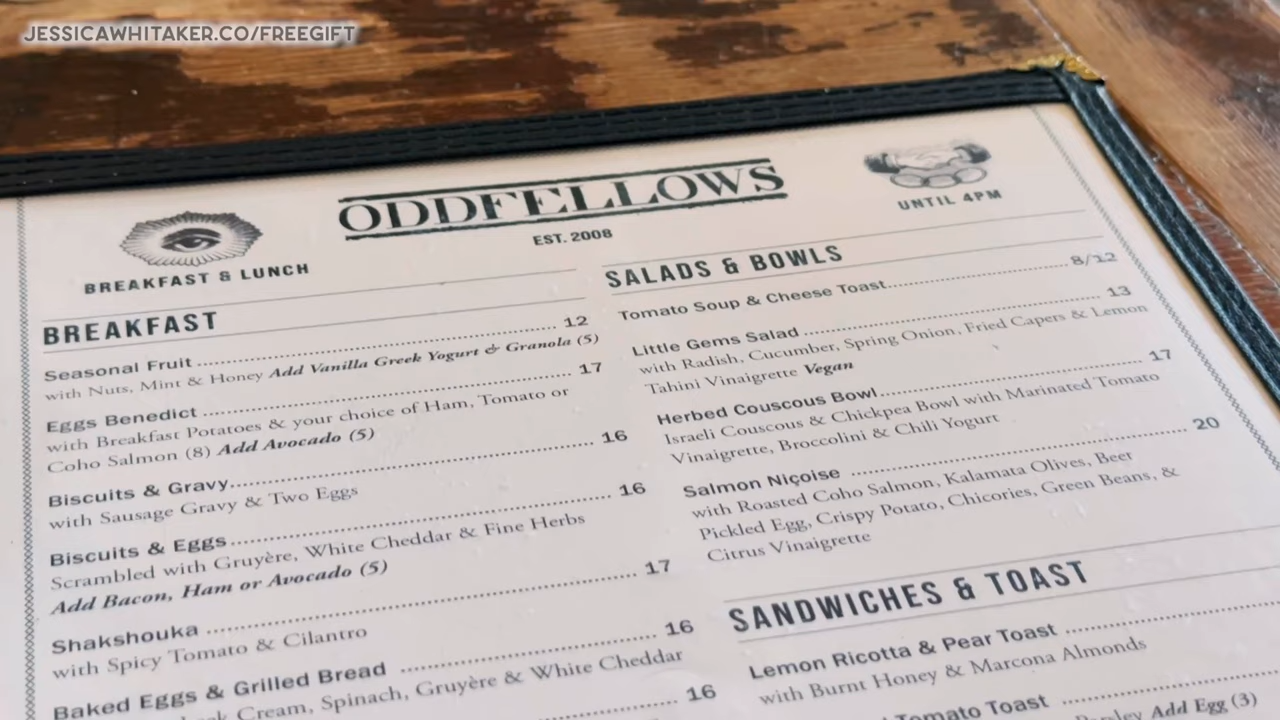 JESSICAWHITAKER.CO/FREEGIFT
ODDFELLOWS
EST. 2008
BREAKFAST & LUNCH
UNTIL 4PM
BREAKFAST
Seasonal Fruit 12
with Nuts, Mint & Honey Add Vanilla Greek Yogurt & Granola (5)
Eggs Benedict 17
with Breakfast Potatoes & your choice of Ham, Tomato or
Coho Salmon (8) Add Avocado (5)
Biscuits & Gravy 16
with Sausage Gravy & Two Eggs
Biscuits & Eggs 16
Scrambled with Gruyère, White Cheddar & Fine Herbs
Add Bacon, Ham or Avocado (5)
Shakshouka 17
with Spicy Tomato & Cilantro
Baked Eggs & Grilled Bread 16
Cream, Spinach, Gruyère & White Cheddar
16
SALADS & BOWLS
Tomato Soup & Cheese Toast 8/12
Little Gems Salad 13
with Radish, Cucumber, Spring Onion, Fried Capers & Lemon
Tahini Vinaigrette Vegan
Herbed Couscous Bowl 17
Israeli Couscous & Chickpea Bowl with Marinated Tomato
Vinaigrette, Broccolini & Chili Yogurt
Salmon Niçoise 20
with Roasted Coho Salmon, Kalamata Olives, Beer
Pickled Egg, Crispy Potato, Chicories, Green Beans, &
Citrus Vinaigrette
SANDWICHES & TOAST
Lemon Ricotta & Pear Toast
with Burnt Honey & Marcona Almonds
Tomato Toast
Parsley Add Egg (3)